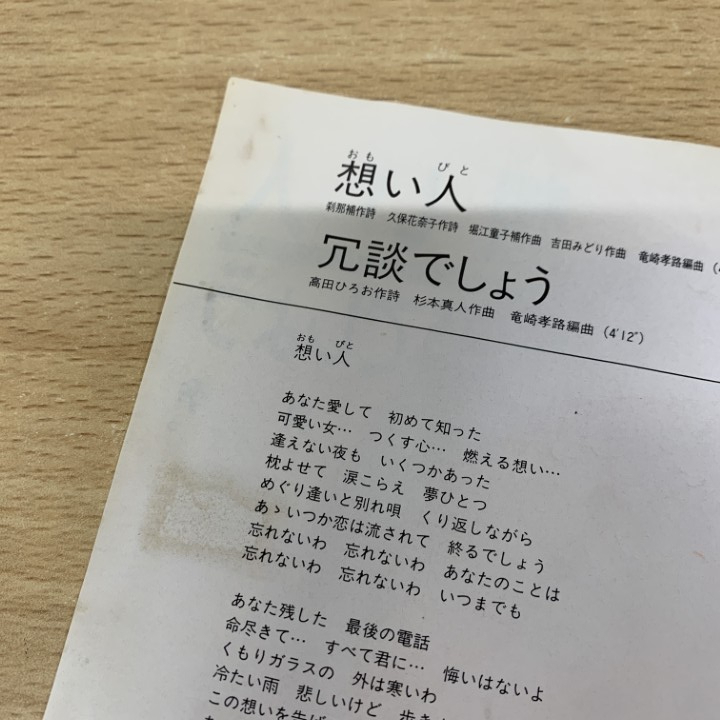 おも びと
想い人
刹那補作詩 久保花奈子作詩 堀江童子補作曲 吉田みどり作曲 竜崎孝路編曲
冗談でしょう
高田ひろお作詩 杉本真人作曲 竜崎孝路編曲 (4'12")
おも びと
想い人
あなた愛して 初めて知った
可愛い女… つくす心… 燃える想い…
逢えない夜も いくつかあった
枕よせて 涙こらえ 夢ひとつ
めぐり逢いと別れ唄 くり返しながら
あゝいつか恋は流されて 終るでしょう
忘れないわ 忘れないわ あなたのことは
忘れないわ 忘れないわ いつまでも
あなた残した 最後の電話
命尽きて… すべて君に… 悔いはないよ
くもりガラスの 外は寒いわ
冷たい雨 悲しいけど 歩き
この想いを告げ